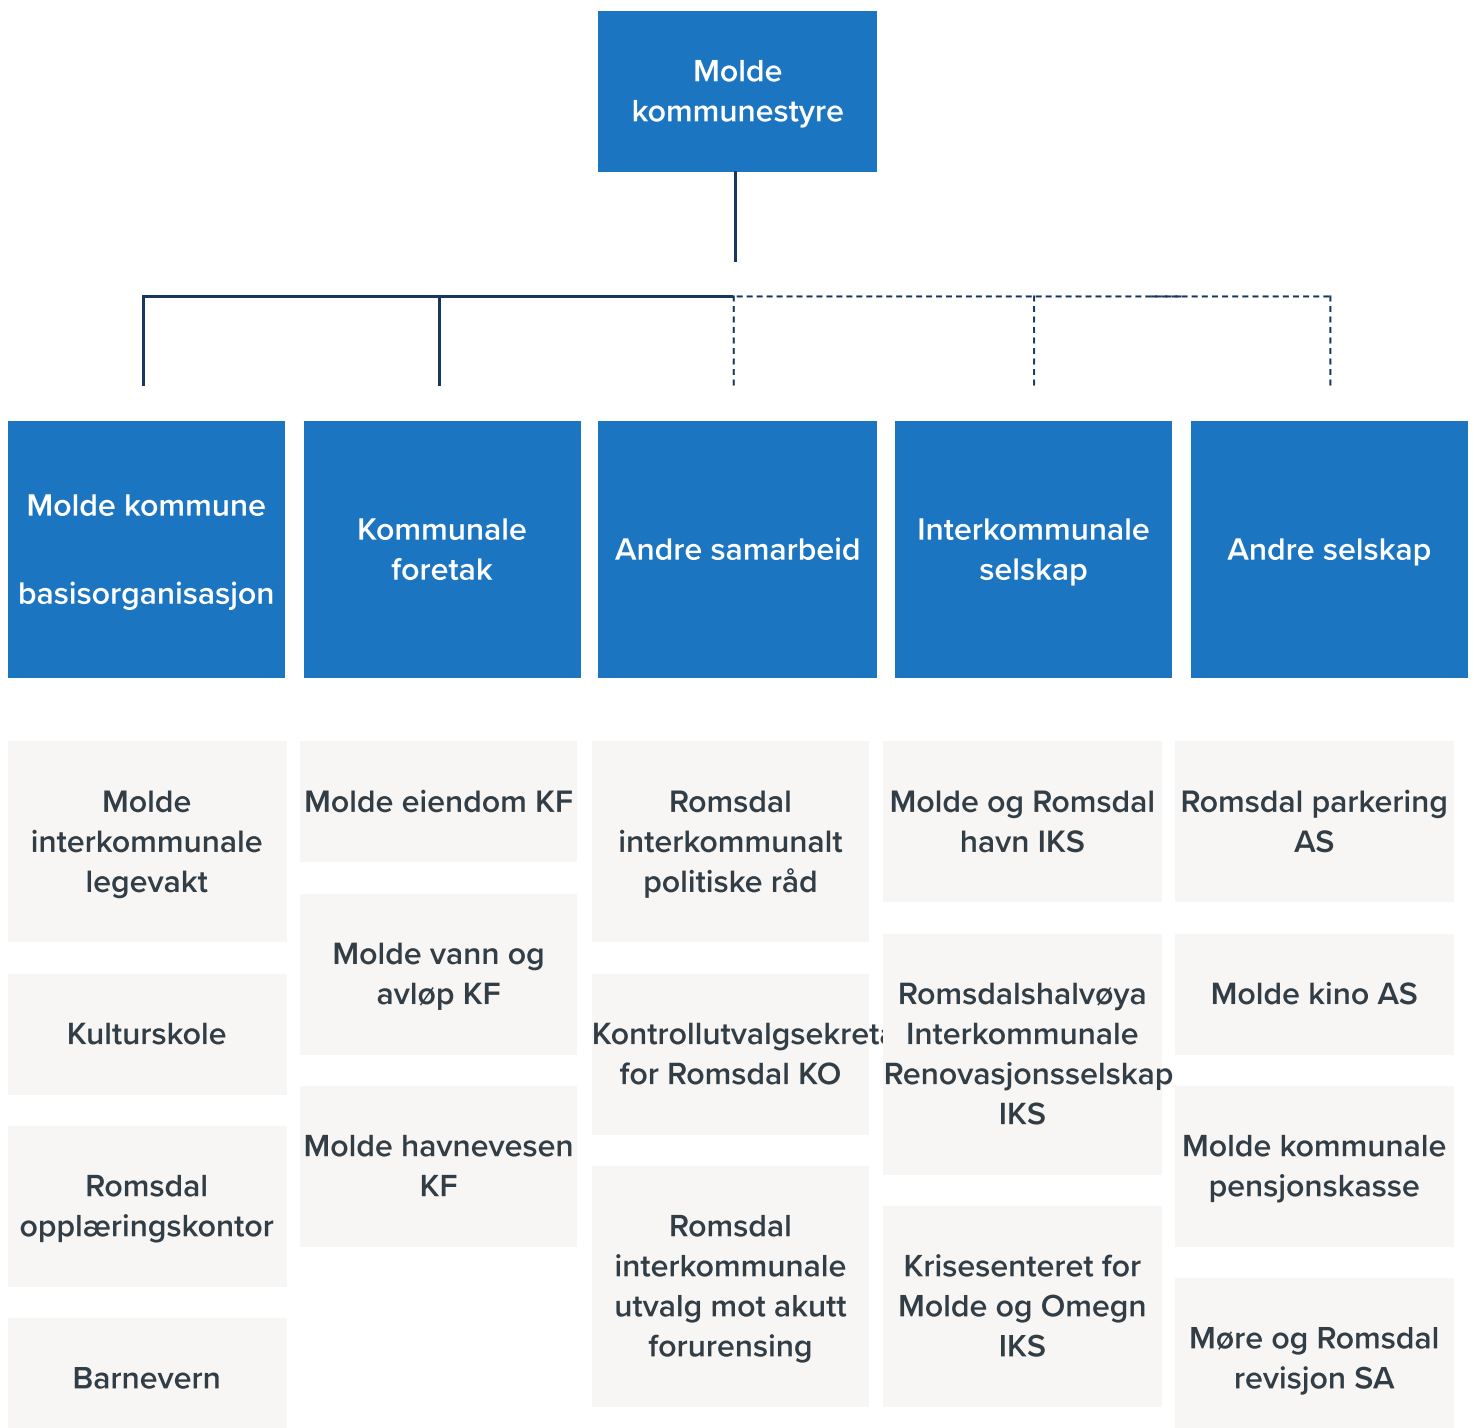 Molde
kommunestyre
Molde kommune
basisorganisasjon
Kommunale
foretak
Andre samarbeid
Interkommunale
selskap
Andre selskap
Molde
interkommunale
legevakt
Kulturskole
Romsdal
opplæringskontor
Barnevern
Molde eiendom KF
Molde vann og
avløp KF
Molde havnevesen
KF
Romsdal
interkommunalt
politiske råd
Kontrollutvalgsekreta
for Romsdal KO
Romsdal
interkommunale
utvalg mot akutt
forurensing
Molde og Romsdal
havn IKS
Romsdalshalvøya
Interkommunale
Renovasjonsselskap
IKS
Krisesenteret for
Molde og Omegn
IKS
Romsdal parkering
AS
Molde kino AS
Molde kommunale
pensjonskasse
Møre og Romsdal
revisjon SA